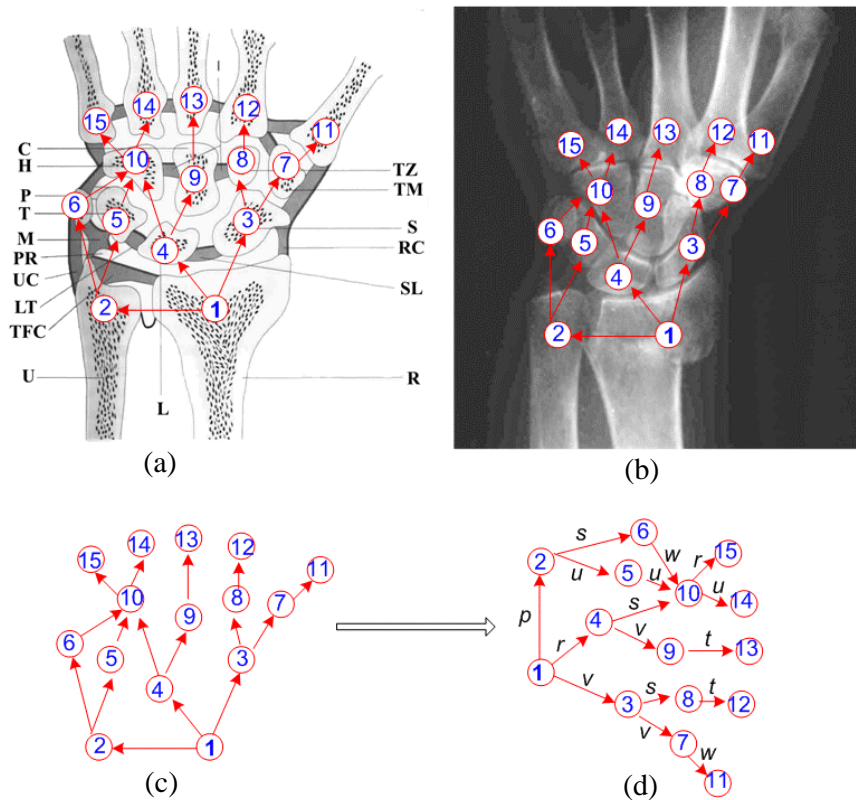 15 14 13 12 11
C
H
10 9 8 7
TZ
TM
P
T
6 5 4 3
S
M
RC
PR
UC
SL
LT
2 1
TFC
U
R
L
(a)
15 14 13 12 11
10 9 8 7
6 5 4 3
2 1
(b)
15 14 13 12 11
10 9 8 7
6 5 4 3
2 1
(c)
s 6 w r 15
2 u 5 u 10 u 14
p s
4
r v 9 t 13
1
v s 8 t 12
3
v 7 w
11
(d)